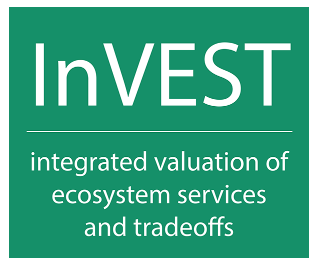 InVEST
integrated valuation of
ecosystem services
and tradeoffs